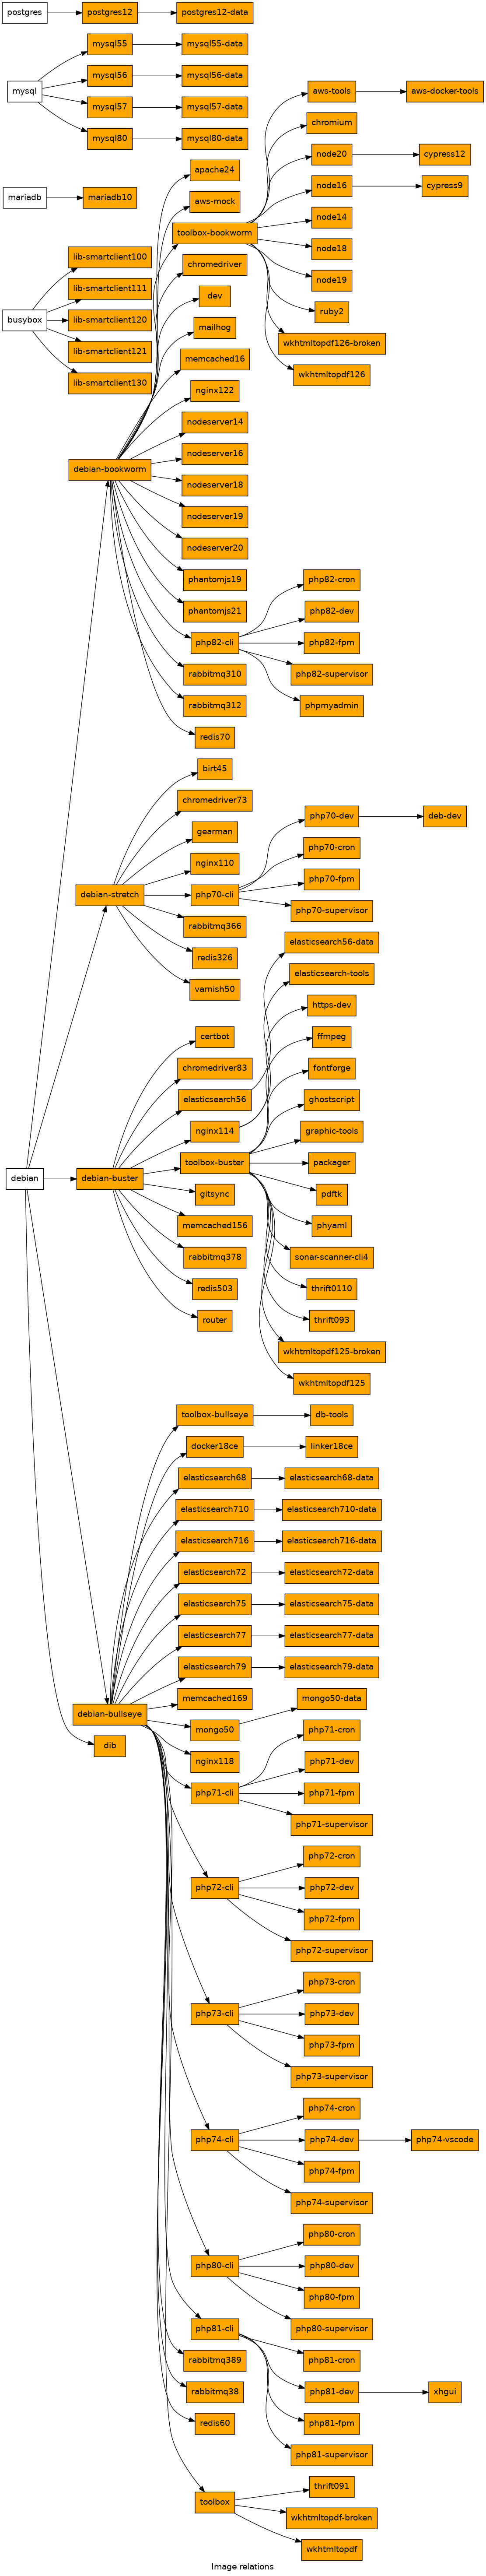 postgres
postgres12
postgres12-data
mysql
mysql55
mysql55-data
mysql56
mysql56-data
mysql57
mysql57-data
mysql80
mysql80-data
mariadb
mariadb10
busybox
lib-smartclient100
lib-smartclient111
lib-smartclient120
lib-smartclient121
lib-smartclient130
debian
debian-bookworm
apache24
aws-mock
toolbox-bookworm
aws-tools
aws-docker-tools
chromium
node20
cypress12
node16
cypress9
node14
node18
node19
ruby2
wkhtmltopdf126-broken
wkhtmltopdf126
chromedriver
dev
mailhog
memcached16
nginx122
nodeserver14
nodeserver16
nodeserver18
nodeserver19
nodeserver20
phantomjs19
phantomjs21
php82-cli
php82-cron
php82-dev
php82-fpm
php82-supervisor
phpmyadmin
rabbitmq310
rabbitmq312
redis70
debian-stretch
birt45
chromedriver73
gearman
nginx110
php70-cli
php70-dev
deb-dev
php70-cron
php70-fpm
php70-supervisor
rabbitmq366
redis326
varnish50
debian-buster
certbot
chromedriver83
elasticsearch56
elasticsearch56-data
elasticsearch-tools
nginx114
https-dev
toolbox-buster
ffmpeg
fontforge
ghostscript
graphic-tools
packager
pdftk
phyaml
sonar-scanner-cli4
thrift0110
thrift093
wkhtmltopdf125-broken
wkhtmltopdf125
gitsync
memcached156
rabbitmq378
redis503
router
debian-bullseye
dib
toolbox-bullseye
db-tools
docker18ce
linker18ce
elasticsearch68
elasticsearch68-data
elasticsearch710
elasticsearch710-data
elasticsearch716
elasticsearch716-data
elasticsearch72
elasticsearch72-data
elasticsearch75
elasticsearch75-data
elasticsearch77
elasticsearch77-data
elasticsearch79
elasticsearch79-data
memcached169
mongo50
mongo50-data
nginx118
php71-cli
php71-cron
php71-dev
php71-fpm
php71-supervisor
php72-cli
php72-cron
php72-dev
php72-fpm
php72-supervisor
php73-cli
php73-cron
php73-dev
php73-fpm
php73-supervisor
php74-cli
php74-cron
php74-dev
php74-vscode
php74-fpm
php74-supervisor
php80-cli
php80-cron
php80-dev
php80-fpm
php80-supervisor
php81-cli
php81-cron
php81-dev
xhgui
php81-fpm
php81-supervisor
rabbitmq389
rabbitmq38
redis60
toolbox
thrift091
wkhtmltopdf-broken
wkhtmltopdf
Image relations